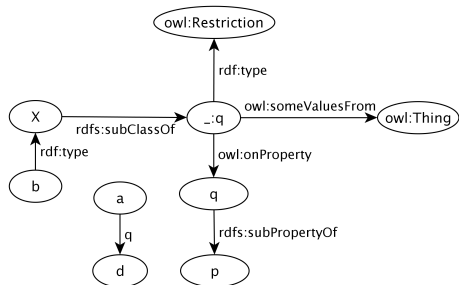 owl:Restriction
rdf:type
owl:someValuesFrom
X
rdfs:subClassOf
_:q
owl:Thing
rdf:type
owl:onProperty
b
a
q
q
rdfs:subPropertyOf
d
p